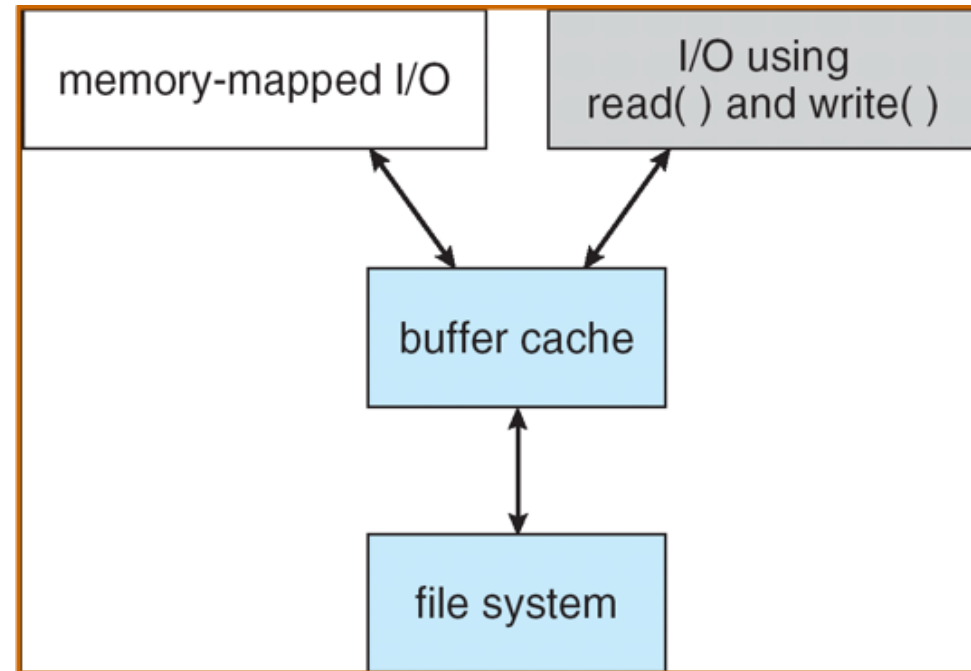 memory-mapped I/O
I/O using
read( ) and write( )
buffer cache
file system